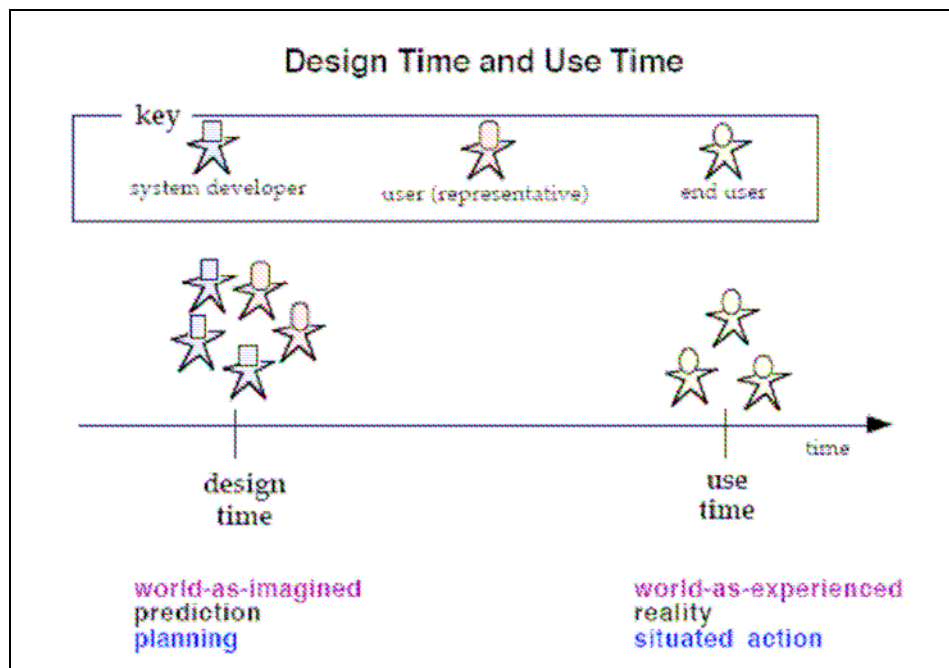 Design Time and Use Time
key
system developer
user (representative)
end user
time
design
time
use
time
world-as-imagined
prediction
planning
world-as-experienced
reality
situated action